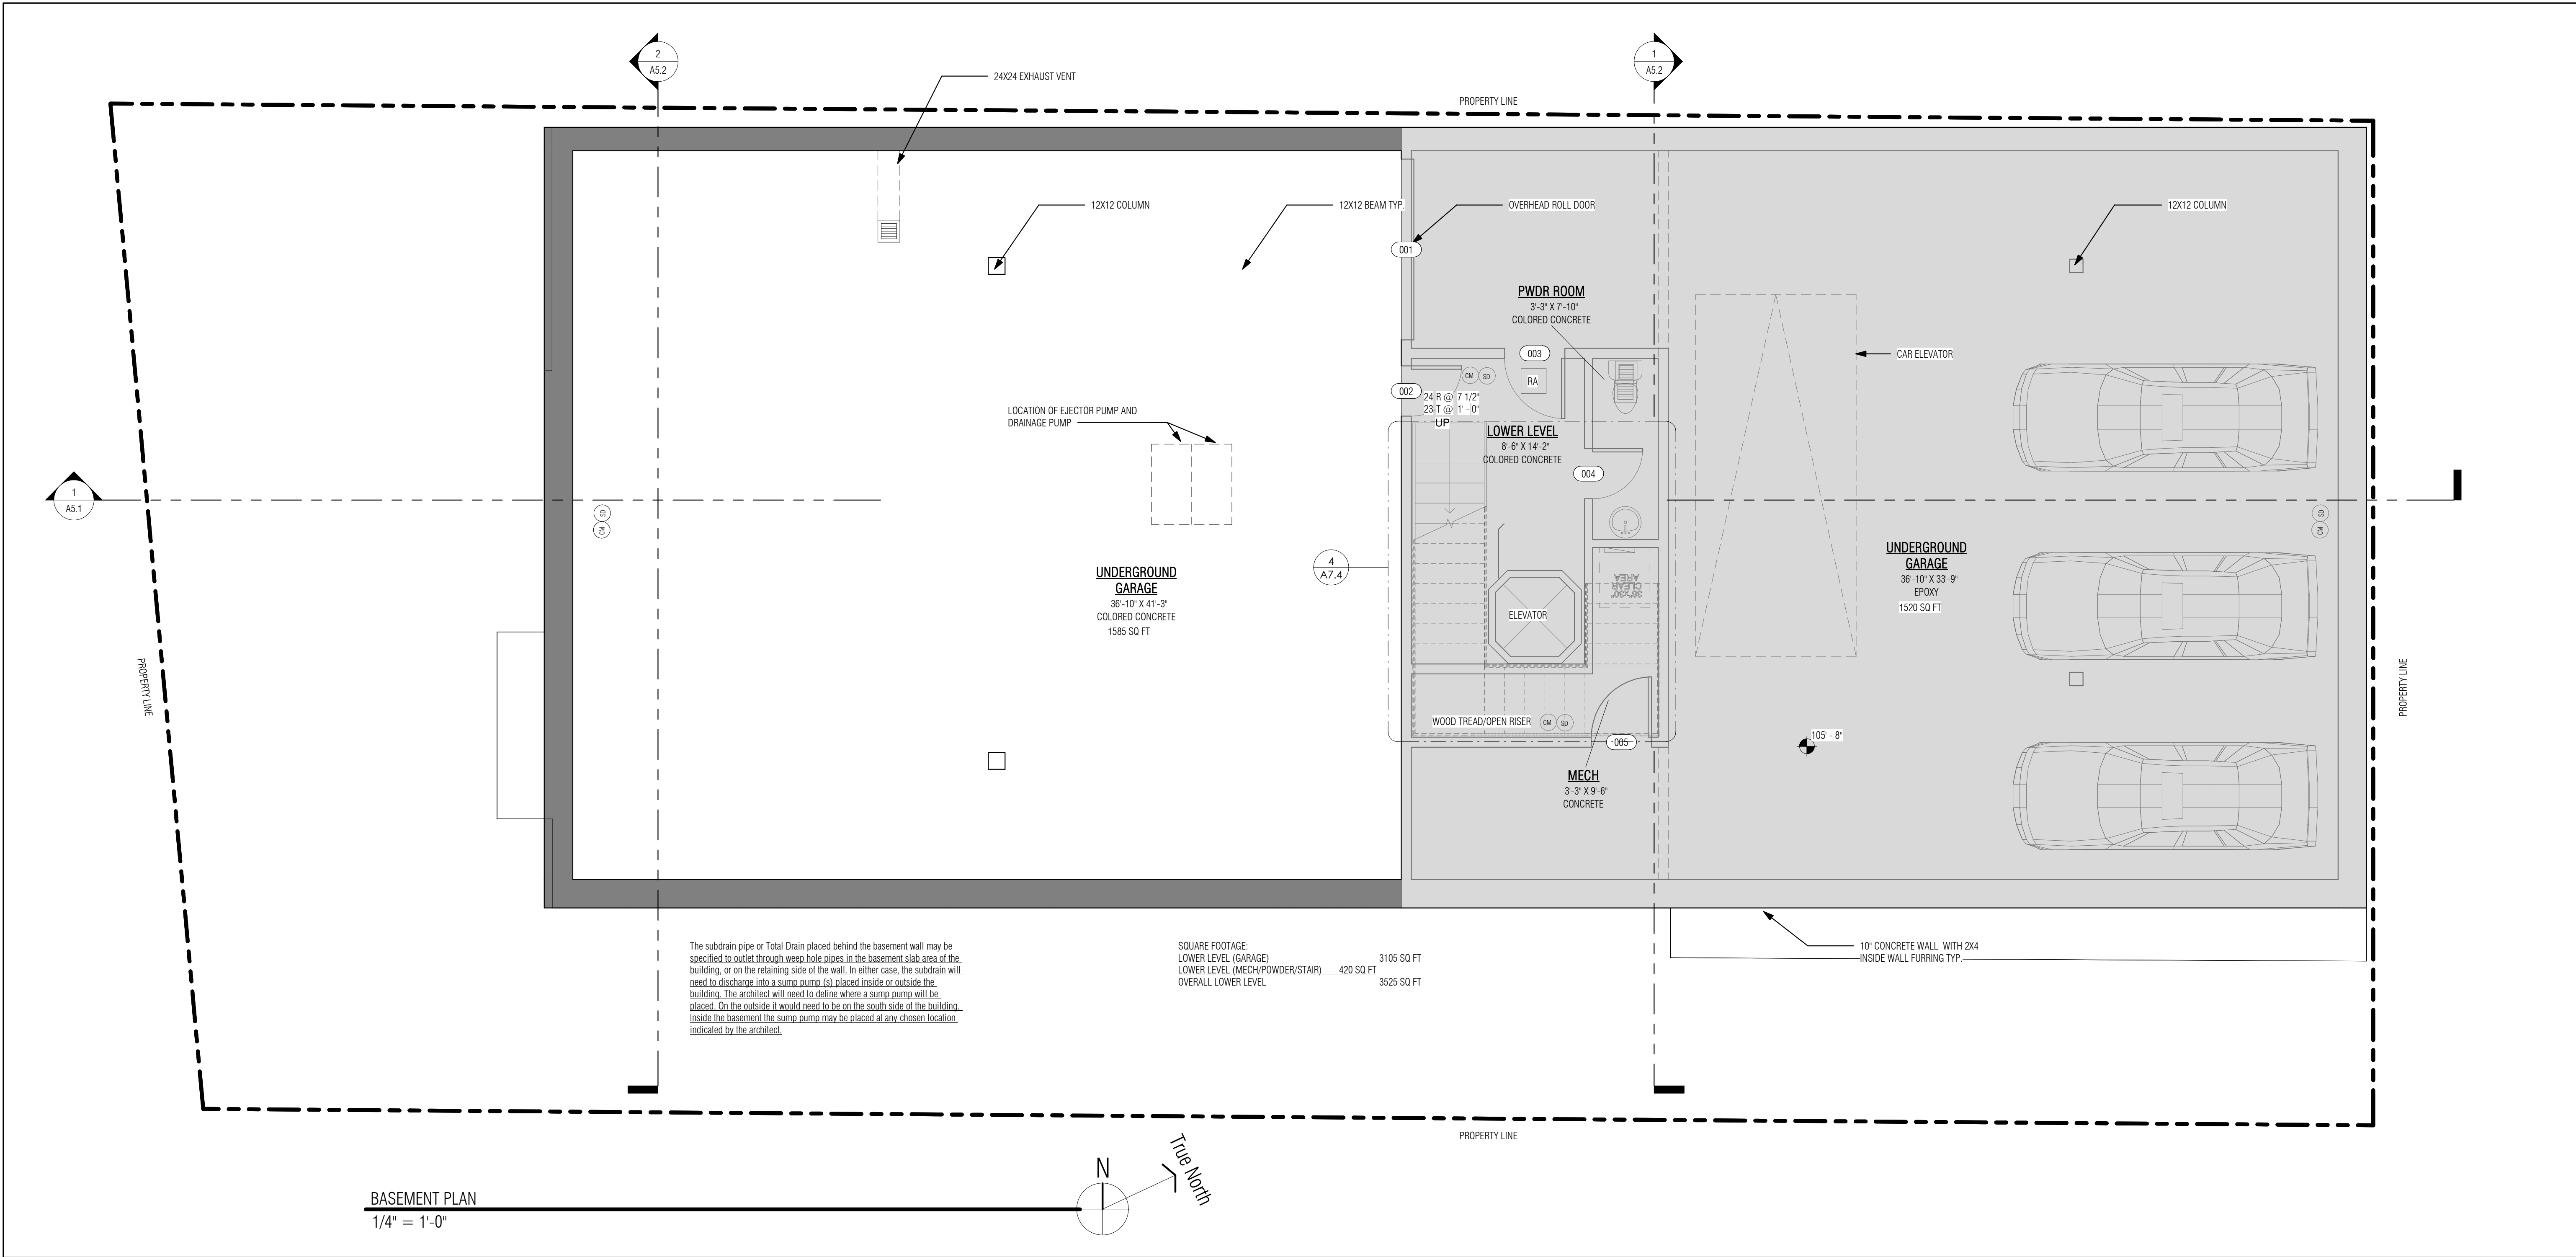 2
A5.2
1
A5.2
24X24 EXHAUST VENT
PROPERTY LINE
12X12 COLUMN
12X12 BEAM TYP.
OVERHEAD ROLL DOOR
12X12 COLUMN
001
PWDR ROOM
3'-3" X 7'-10"
COLORED CONCRETE
003
CAR ELEVATOR
CM
SD
RA
002
24 R @ 7 1/2"
23 T @ 1' - 0"
UP
LOCATION OF EJECTOR PUMP AND
DRAINAGE PUMP
LOWER LEVEL
8'-6" X 14'-2"
COLORED CONCRETE
004
1
A5.1
SD
CM
SD
CM
4
A7.4
UNDERGROUND
GARAGE
36'-10" X 41'-3"
COLORED CONCRETE
1585 SQ FT
36"x30"
CLEAR
AREA
ELEVATOR
UNDERGROUND
GARAGE
36'-10" X 33'-9"
EPOXY
1520 SQ FT
PROPERTY LINE
PROPERTY LINE
WOOD TREAD/OPEN RISER
CM
SD
005
105' - 8"
MECH
3'-3" X 9'-6"
CONCRETE
The subdrain pipe or Total Drain placed behind the basement wall may be
specified to outlet through weep hole pipes in the basement slab area of the
building, or on the retaining side of the wall. In either case, the subdrain will
need to discharge into a sump pump (s) placed inside or outside the
building. The architect will need to define where a sump pump will be
placed. On the outside it would need to be on the south side of the building.
Inside the basement the sump pump may be placed at any chosen location
indicated by the architect.
SQUARE FOOTAGE:
LOWER LEVEL (GARAGE) 3105 SQ FT
LOWER LEVEL (MECH/POWDER/STAIR) 420 SQ FT
OVERALL LOWER LEVEL 3525 SQ FT
10" CONCRETE WALL WITH 2X4
INSIDE WALL FURRING TYP.
PROPERTY LINE
N
True North
BASEMENT PLAN
1/4" = 1'-0"